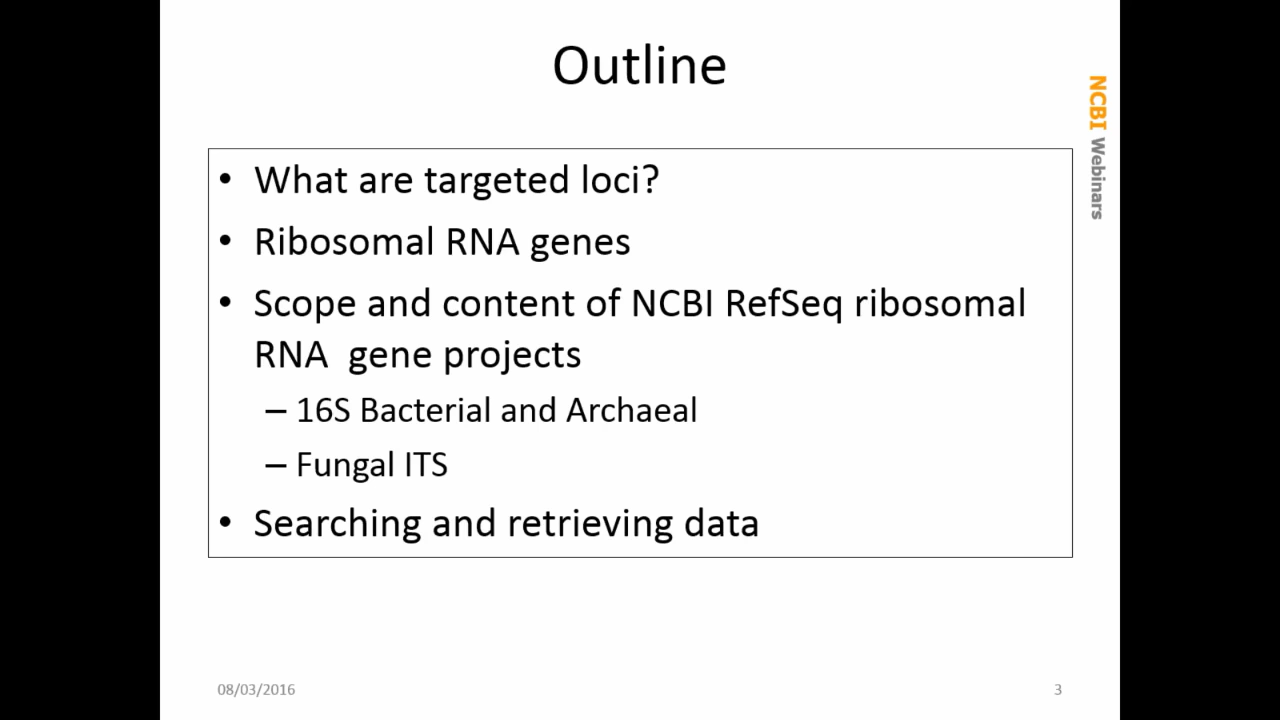 Outline
NCBI Webinars
• What are targeted loci?
• Ribosomal RNA genes
• Scope and content of NCBI RefSeq ribosomal
RNA  gene projects
– 16S Bacterial and Archaeal
– Fungal ITS
• Searching and retrieving data
08/03/2016
3